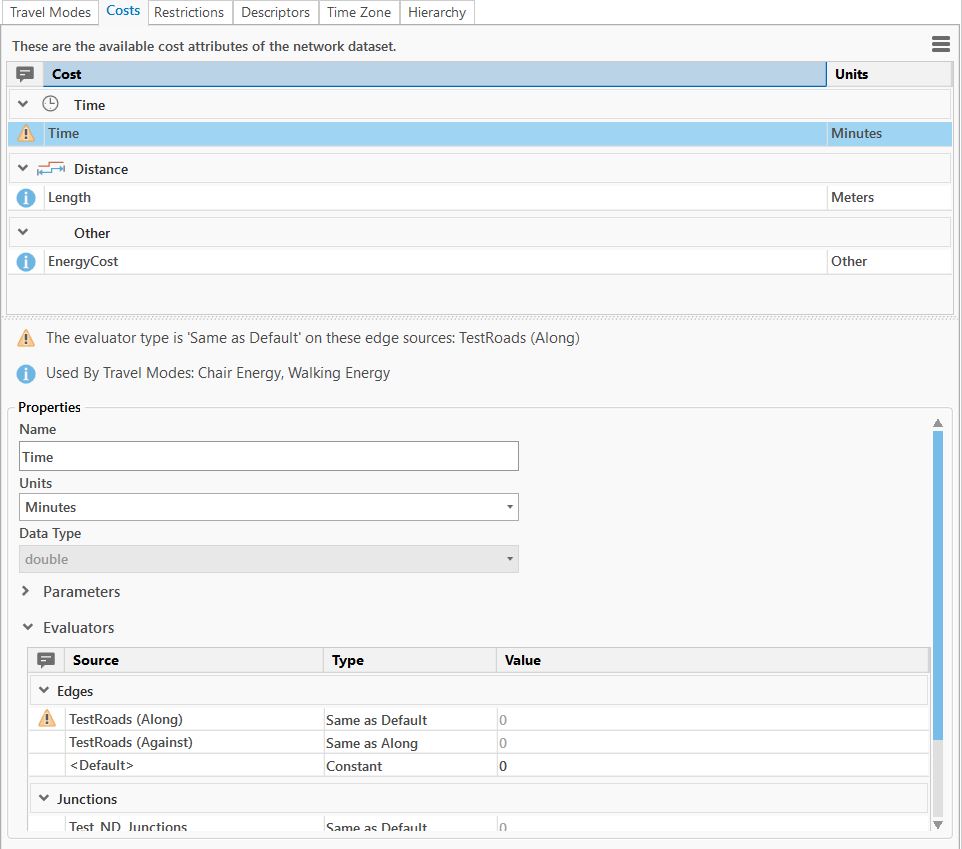 Travel Modes Costs Restrictions Descriptors Time Zone Hierarchy
These are the available cost attributes of the network dataset.
Cost Units
Time
Time Minutes
Distance
Length Meters
Other
EnergyCost Other
The evaluator type is 'Same as Default' on these edge sources: TestRoads (Along)
Used By Travel Modes: Chair Energy, Walking Energy
Properties
Name
Time
Units
Minutes
Data Type
double
Parameters
Evaluators
Source Type Value
Edges
TestRoads (Along) Same as Default 0
TestRoads (Against) Same as Along 0
<Default> Constant 0
Junctions
Test_ND_Junctions Same as Default 0